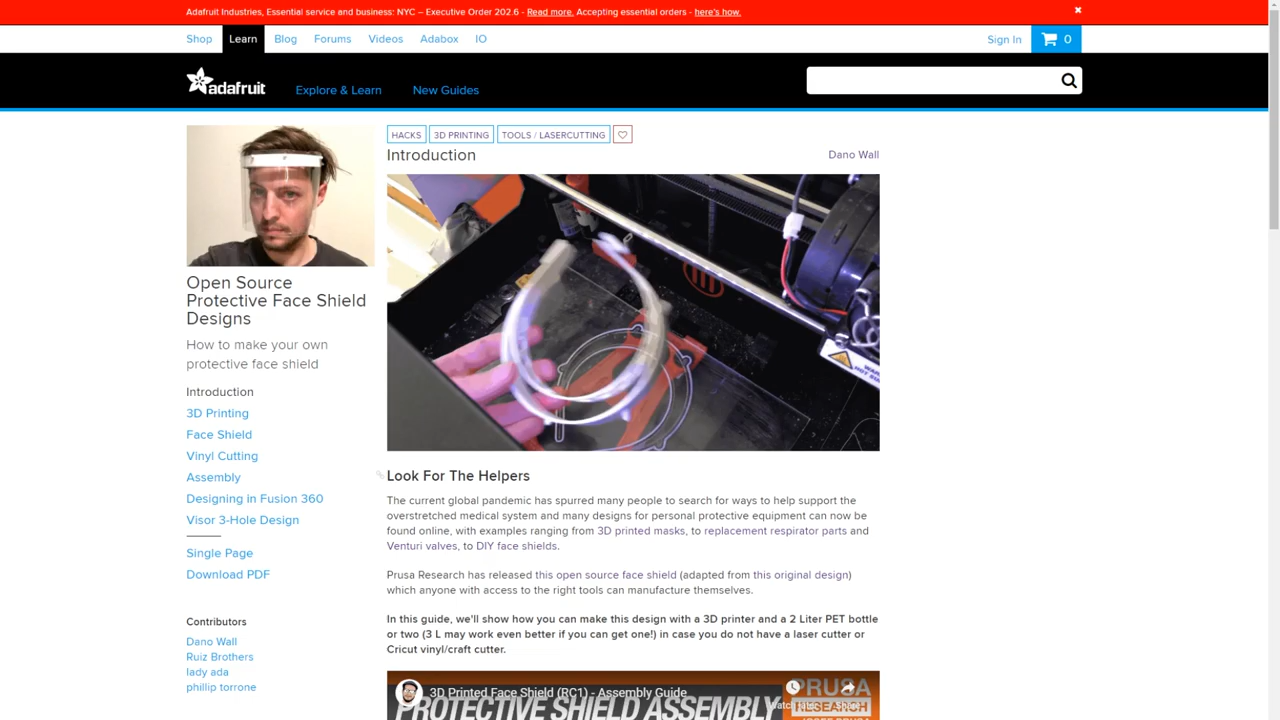 Adafruit Industries, Essential service and business: NYC – Executive Order 202.6 - Read more. Accepting essential orders - here's how.
Shop Learn Blog Forums Videos Adabox IO Sign In 0
adafruit Explore & Learn New Guides
HACKS 3D PRINTING TOOLS / LASERCUTTING
Introduction Dano Wall
Open Source
Protective Face Shield
Designs
How to make your own
protective face shield
Introduction
3D Printing
Face Shield
Vinyl Cutting
Assembly
Designing in Fusion 360
Visor 3-Hole Design
Single Page
Download PDF
Contributors
Dano Wall
Ruiz Brothers
lady ada
phillip torrone
Look For The Helpers
The current global pandemic has spurred many people to search for ways to help support the
overstretched medical system and many designs for personal protective equipment can now be
found online, with examples ranging from 3D printed masks, to replacement respirator parts and
Venturi valves, to DIY face shields.
Prusa Research has released this open source face shield (adapted from this original design)
which anyone with access to the right tools can manufacture themselves.
In this guide, we'll show how you can make this design with a 3D printer and a 2 Liter PET bottle
or two (3 L may work even better if you can get one!) in case you do not have a laser cutter or
Cricut vinyl/craft cutter.
3D Printed Face Shield (RC1) - Assembly Guide
Watch later Share
PROTECTIVE SHIELD ASSEMBLY
PRUSA
RESEARCH